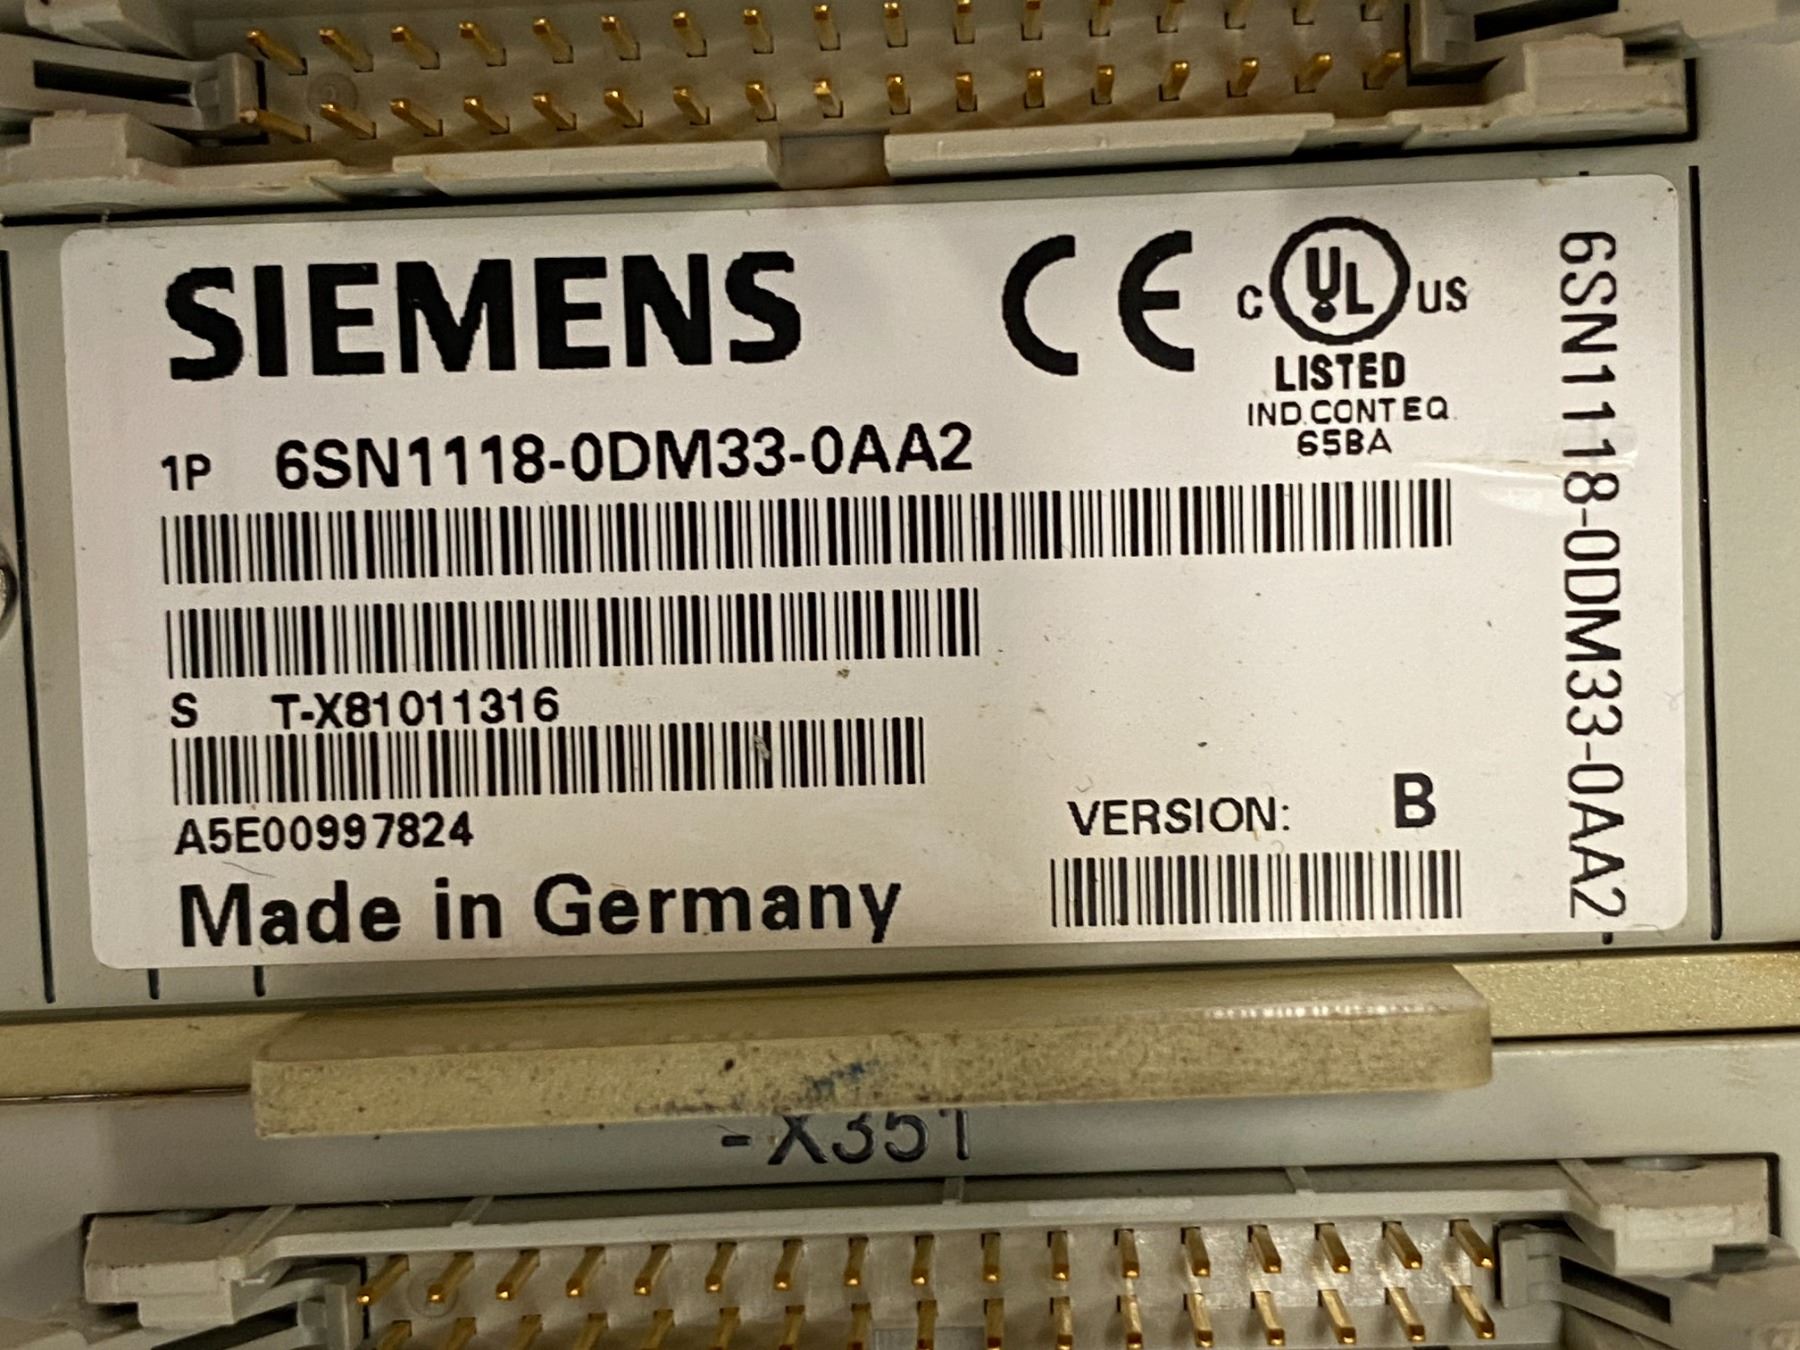 SIEMENS
CE
C UL US
LISTED
IND.CONT EQ.
65BA
1P 6SN1118-0DM33-0AA2
S T-X81011316
A5E00997824
VERSION: B
Made in Germany
6SN1118-0DM33-0AA2
-X351